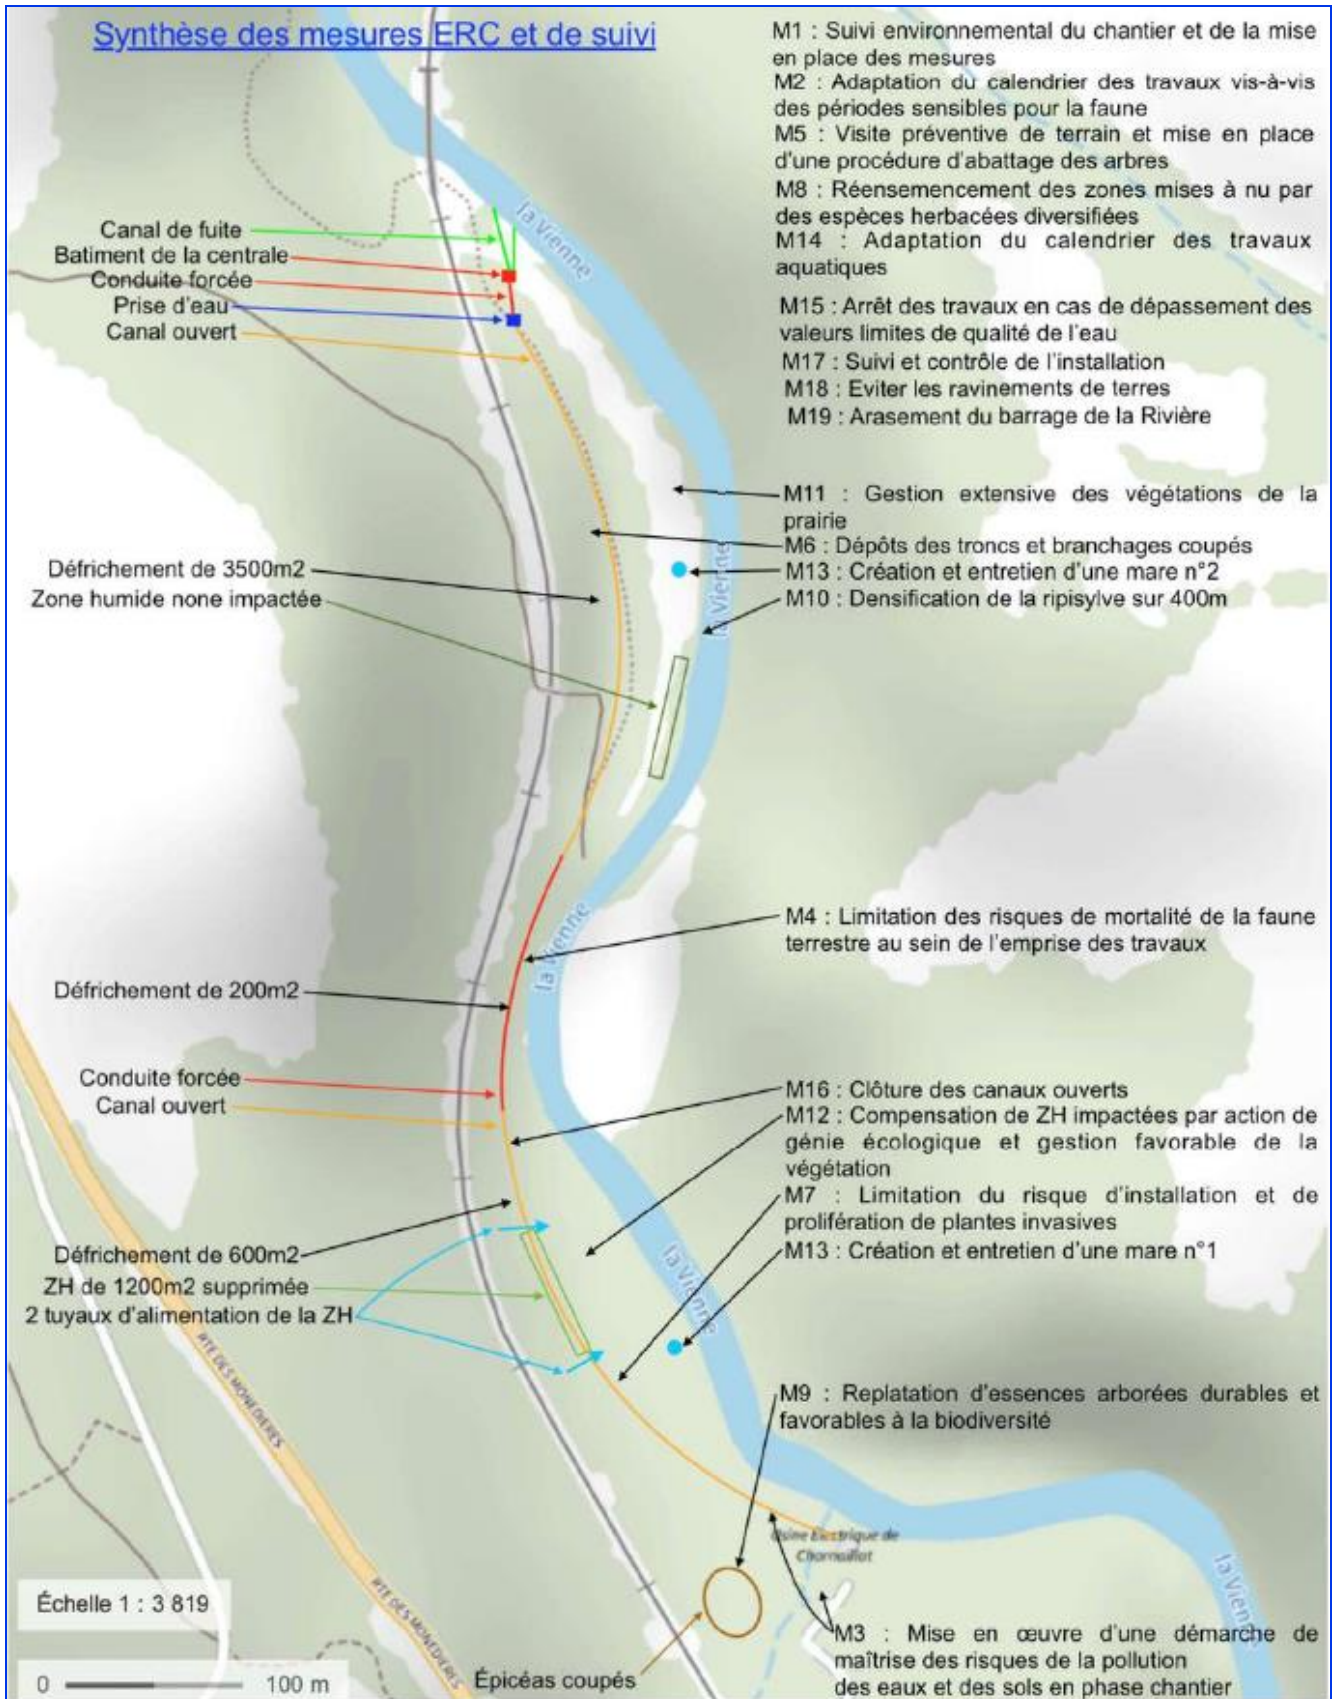 Synthèse des mesures ERC et de suivi
M1 : Suivi environnemental du chantier et de la mise
en place des mesures
M2 : Adaptation du calendrier des travaux vis-à-vis
des périodes sensibles pour la faune
M5 : Visite préventive de terrain et mise en place
d'une procédure d'abattage des arbres
M8 : Réensemencement des zones mises à nu par
des espèces herbacées diversifiées
M14 : Adaptation du calendrier des travaux
aquatiques
M15 : Arrêt des travaux en cas de dépassement des
valeurs limites de qualité de l'eau
M17 : Suivi et contrôle de l'installation
M18 : Eviter les ravinements de terres
M19 : Arasement du barrage de la Rivière
la Vienne
Canal de fuite
Batiment de la centrale
Conduite forcée
Prise d'eau
Canal ouvert
M11 : Gestion extensive des végétations de la
prairie
M6 : Dépôts des troncs et branchages coupés
M13 : Création et entretien d'une mare n°2
M10 : Densification de la ripisylve sur 400m
la Vienne
Défrichement de 3500m2
Zone humide none impactée
M4 : Limitation des risques de mortalité de la faune
terrestre au sein de l'emprise des travaux
la Vienne
Défrichement de 200m2
Conduite forcée
Canal ouvert
M16 : Clôture des canaux ouverts
M12 : Compensation de ZH impactées par action de
génie écologique et gestion favorable de la
végétation
M7 : Limitation du risque d'installation et de
prolifération de plantes invasives
M13 : Création et entretien d'une mare n°1
la Vienne
Défrichement de 600m2
ZH de 1200m2 supprimée
2 tuyaux d'alimentation de la ZH
RTE DES MONEDIERES
M9 : Replatation d'essences arborées durables et
favorables à la biodiversité
Usine Electrique de
Charnaillat
la Vienne
RTE DES MONEDIERES
M3 : Mise en œuvre d'une démarche de
maîtrise des risques de la pollution
des eaux et des sols en phase chantier
Épicéas coupés
Échelle 1 : 3 819
0 100 m